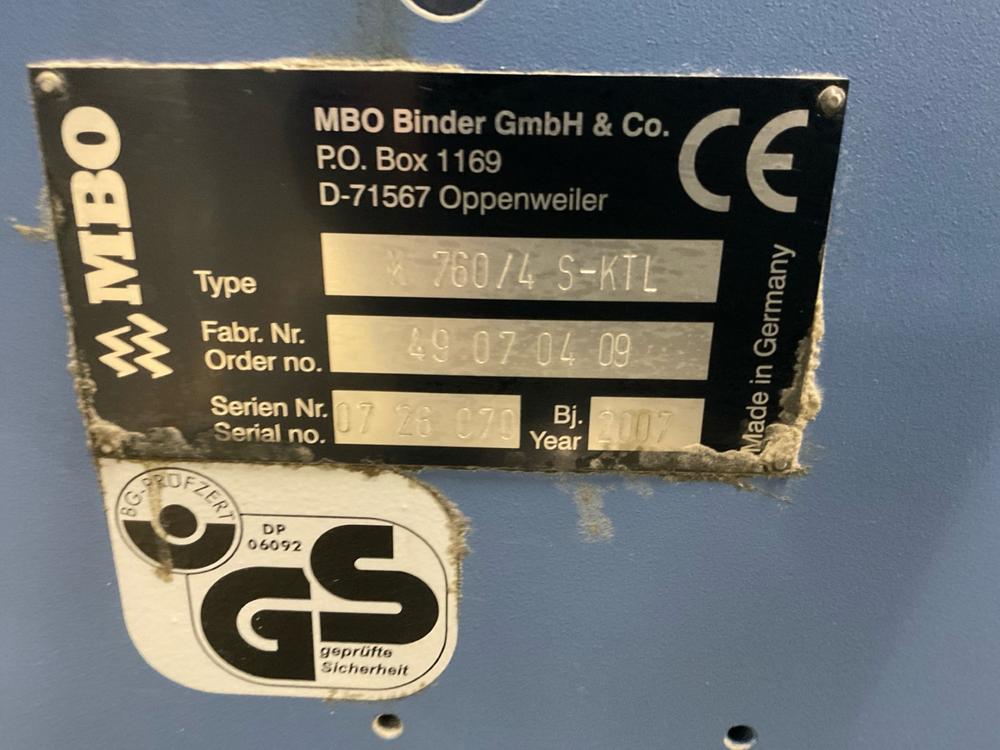 MBO
MBO Binder GmbH & Co.
P.O. Box 1169
D-71567 Oppenweiler
CE
Type M 760/4 S-KTL
Fabr. Nr.
Order no. 49 07 04 09
Serien Nr.
Serial no. 07 26 070
Bj.
Year 2007
Made in Germany
BG-PRÜFZERT
DP
06092
GS
geprüfte
Sicherheit